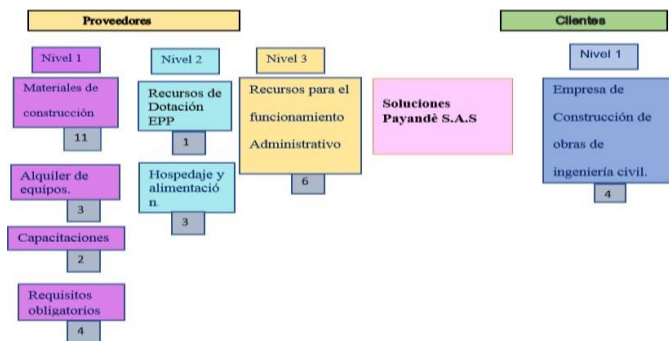 Proveedores
Clientes
Nivel 1
Nivel 2
Nivel 3
Nivel 1
Materiales de
construcción
11
Alquiler de
equipos.
3
Capacitaciones
2
Requisitos
obligatorios
4
Recursos de
Dotación
EPP
1
Hospedaje y
alimentació
n
3
Recursos para el
funcionamiento
Administrativo
6
Soluciones
Payandè S.A.S
Empresa de
Construcción de
obras de
ingeniería civil.
4